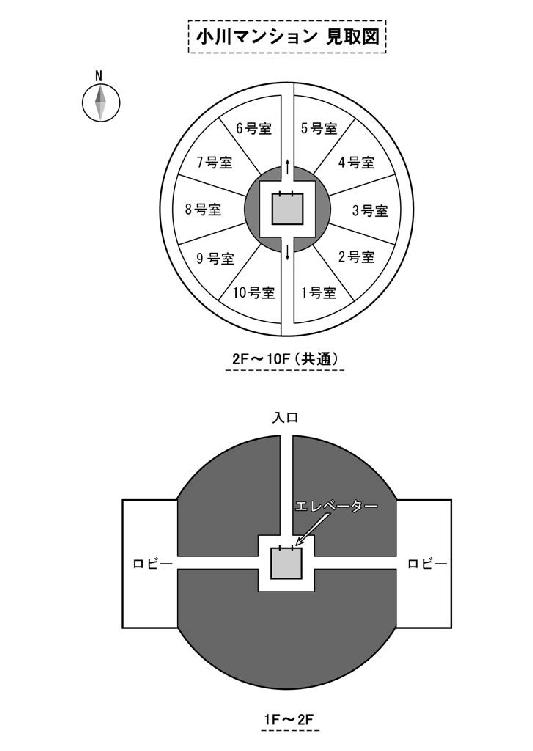 小川マンション 見取図
N
6号室
5号室
7号室
4号室
8号室
3号室
9号室
2号室
10号室
1号室
2F～10F(共通)
入口
エレベーター
ロビー
ロビー
1F～2F